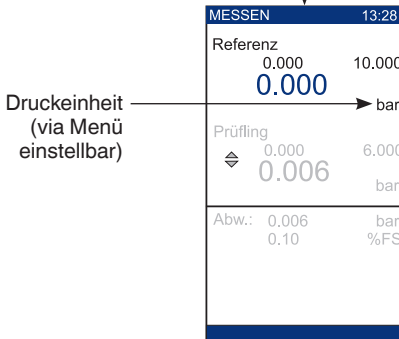 MESSEN 13:28
Referenz
0.000 10.000
0.000
bar
Druckeinheit
(via Menü
einstellbar)
Prüfling
0.000 6.000
0.006
bar
Abw.: 0.006 bar
0.10 %FS